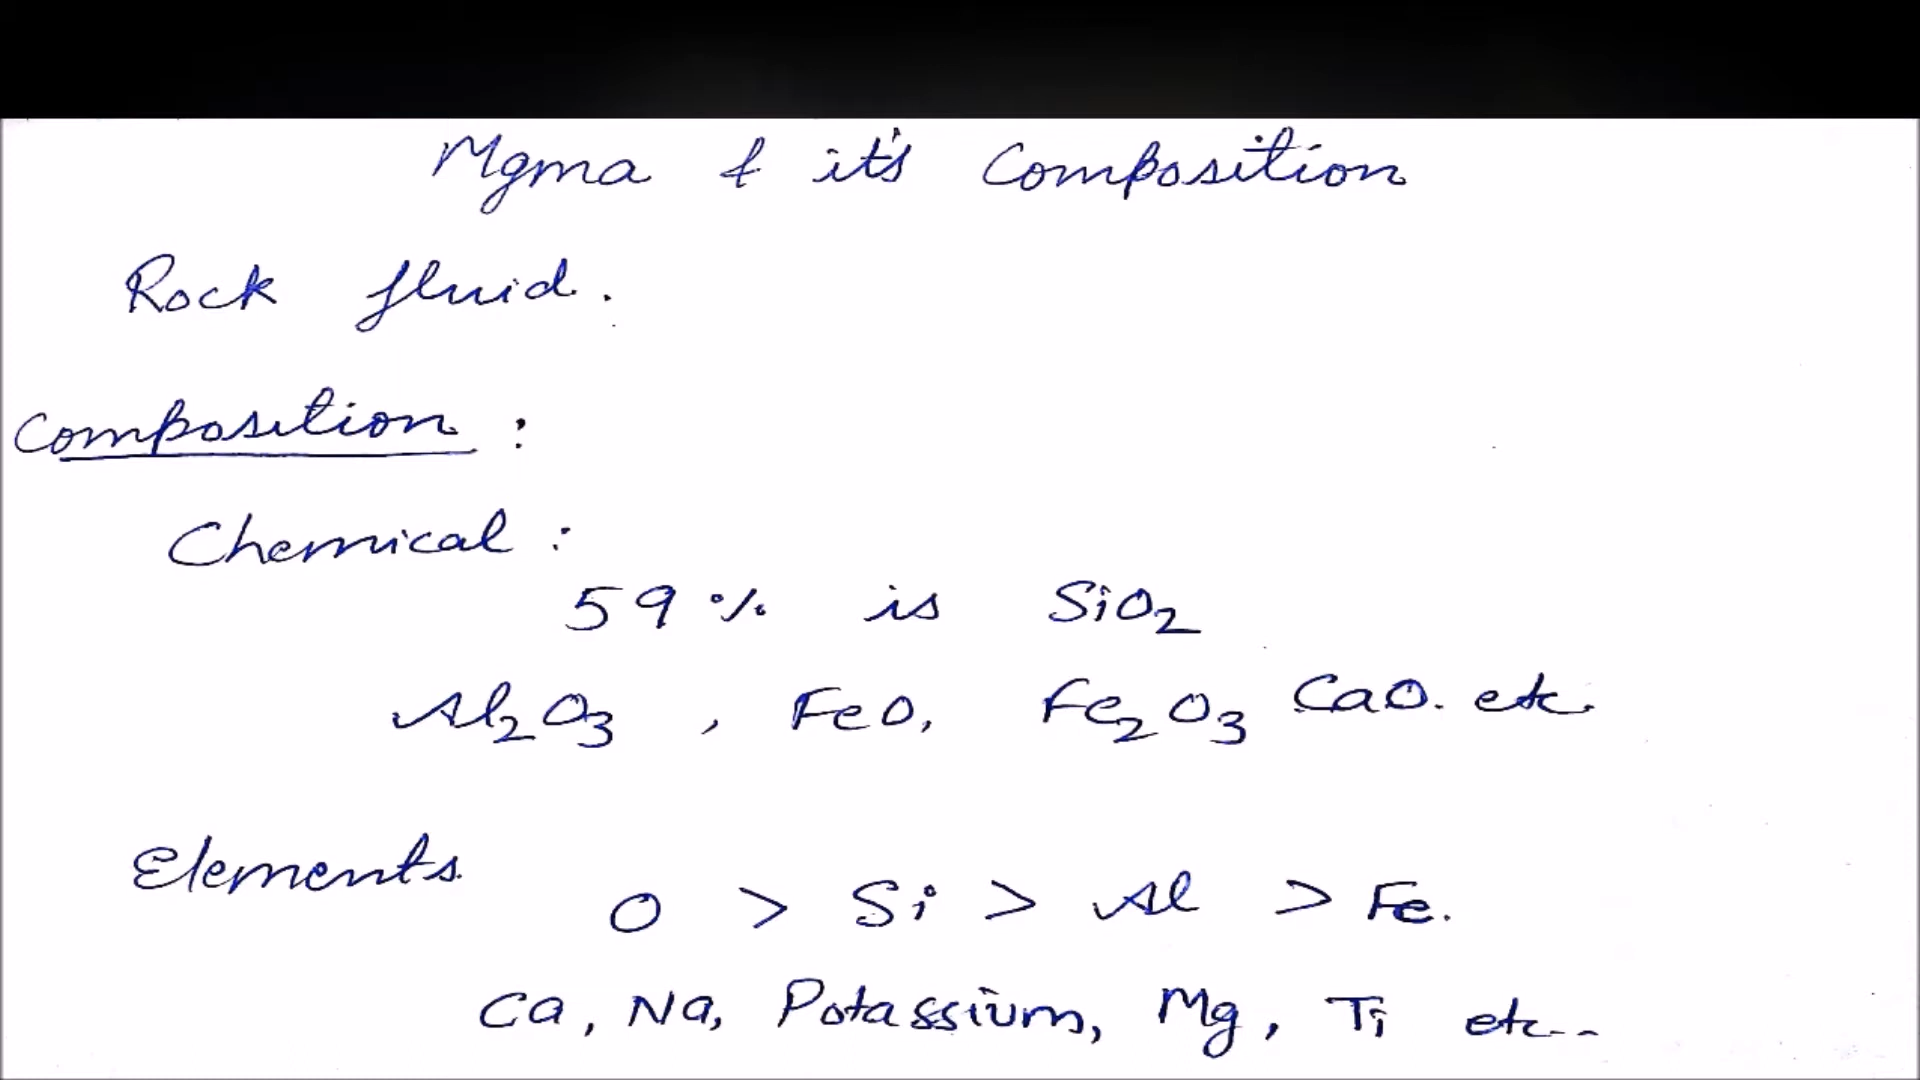 Mgma & it's Composition
Rock fluid.
Composition :
Chemical :
59 % is SiO2
Al2O3 , FeO, Fe2O3 CaO. etc.
Elements.
O > Si > Al > Fe.
Ca, Na, Potassium, Mg, Ti etc--